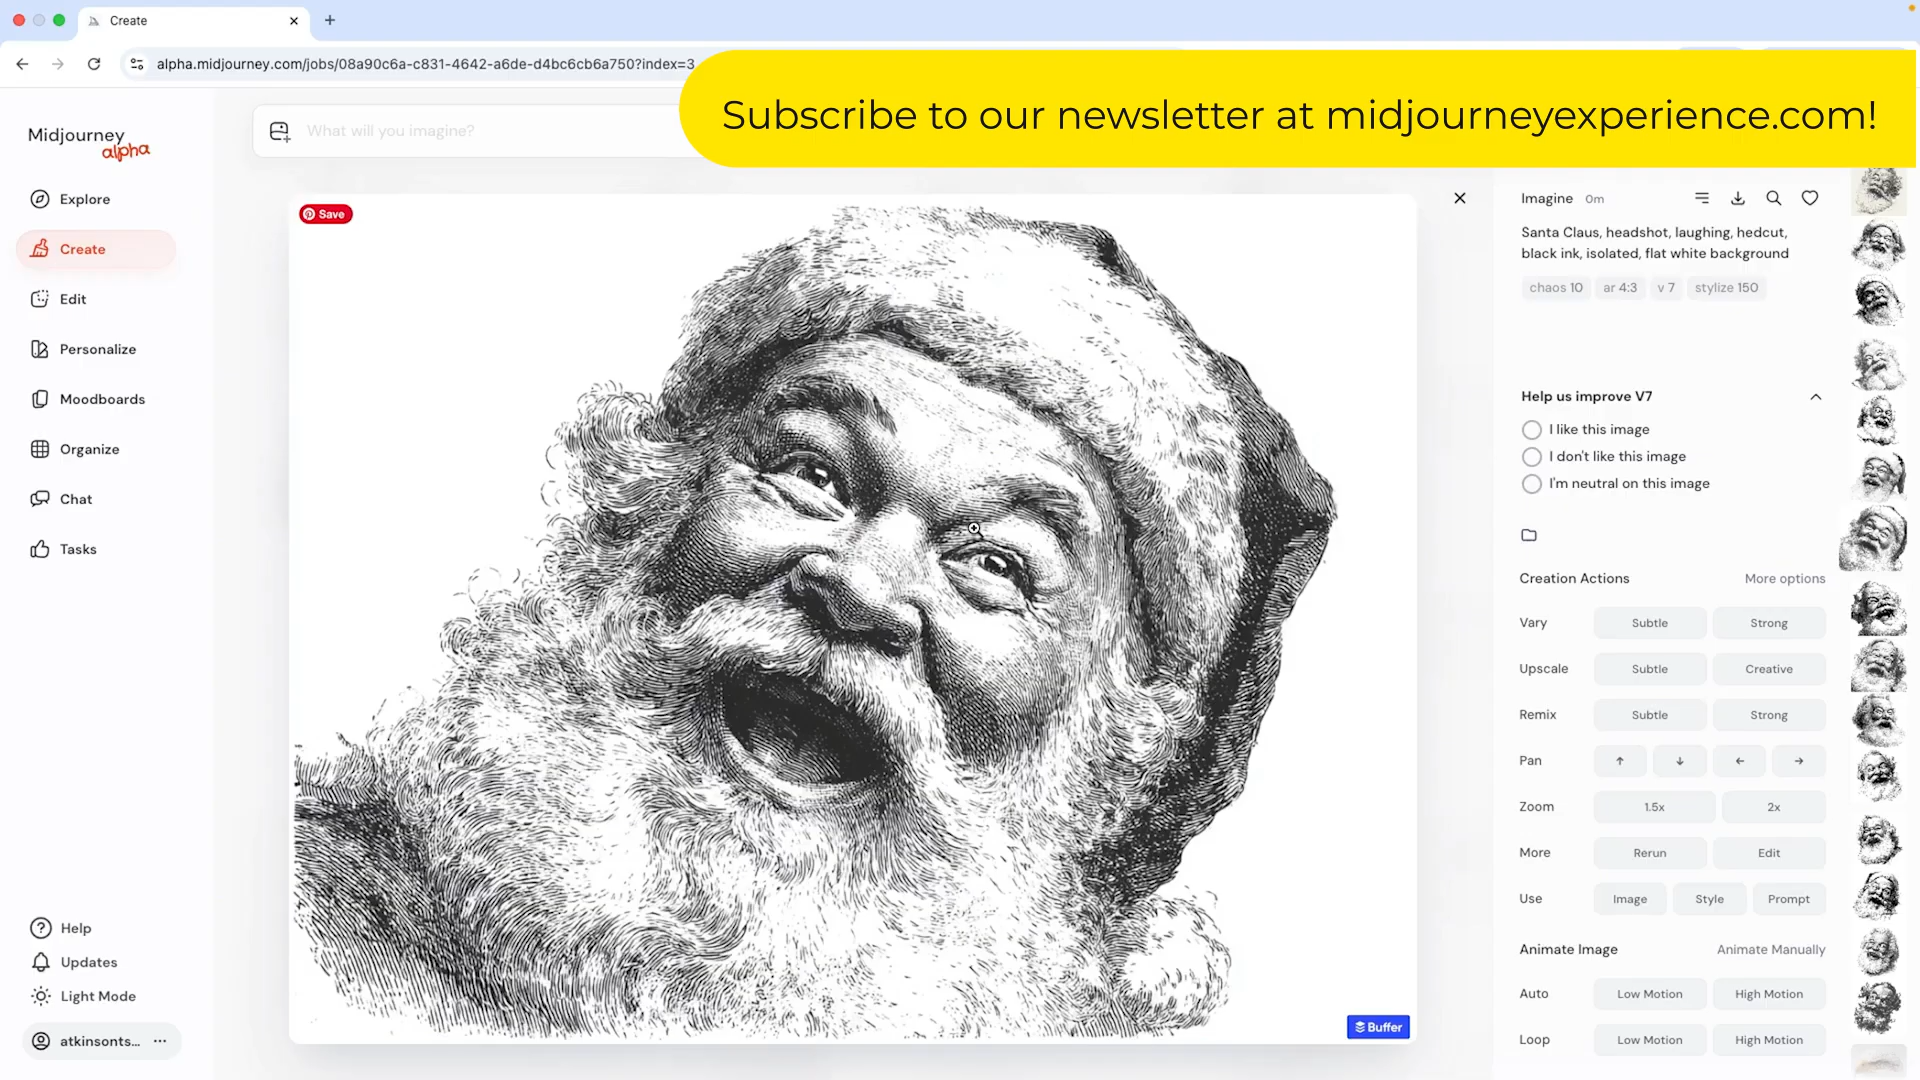 Create
alpha.midjourney.com/jobs/08a90c6a-c831-4642-a6de-d4bc6cb6a750?index=3
Subscribe to our newsletter at midjourneyexperience.com!
Midjourney
alpha
What will you imagine?
Explore
Create
Edit
Personalize
Moodboards
Organize
Chat
Tasks
Help
Updates
Light Mode
atkinsonts... ...
Save
Buffer
Imagine 0m
Santa Claus, headshot, laughing, hedcut,
black ink, isolated, flat white background
chaos 10 ar 4:3 v 7 stylize 150
Help us improve V7
I like this image
I don't like this image
I'm neutral on this image
Creation Actions More options
Vary Subtle Strong
Upscale Subtle Creative
Remix Subtle Strong
Pan ↑ ↓ ← →
Zoom 1.5x 2x
More Rerun Edit
Use Image Style Prompt
Animate Image Animate Manually
Auto Low Motion High Motion
Loop Low Motion High Motion